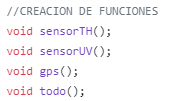 //CREACION DE FUNCIONES
void sensorTH();
void sensorUV();
void gps();
void todo();